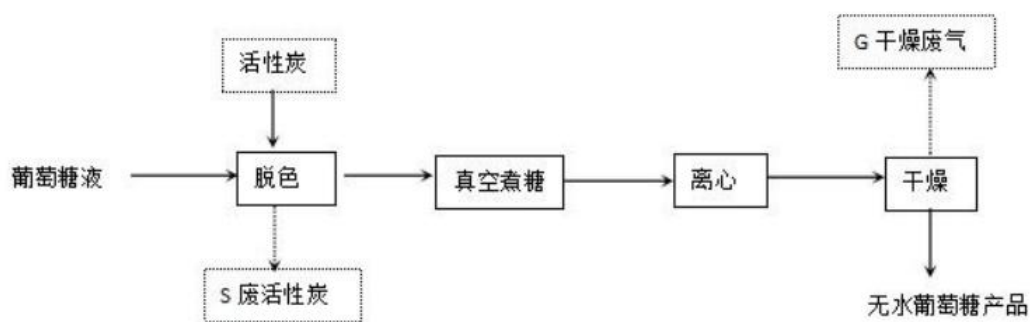 G 干燥废气
活性炭
葡萄糖液
脱色
真空煮糖
离心
干燥
S 废活性炭
无水葡萄糖产品